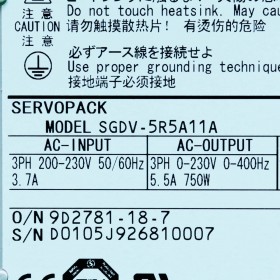 注 意
Do not touch heatsink. May cau
CAUTION
注 意
请勿触摸散热片! 有烫伤的危险
必ずアース線を接続せよ
Use proper grounding technique
接地端子必须接地
SERVOPACK
MODEL SGDV-5R5A11A
AC-INPUT AC-OUTPUT
3PH 200-230V 50/60Hz 3PH 0-230V 0-400Hz
3.7A 5.5A 750W
O/N 9D2781-18-7
S/N D0105J926810007